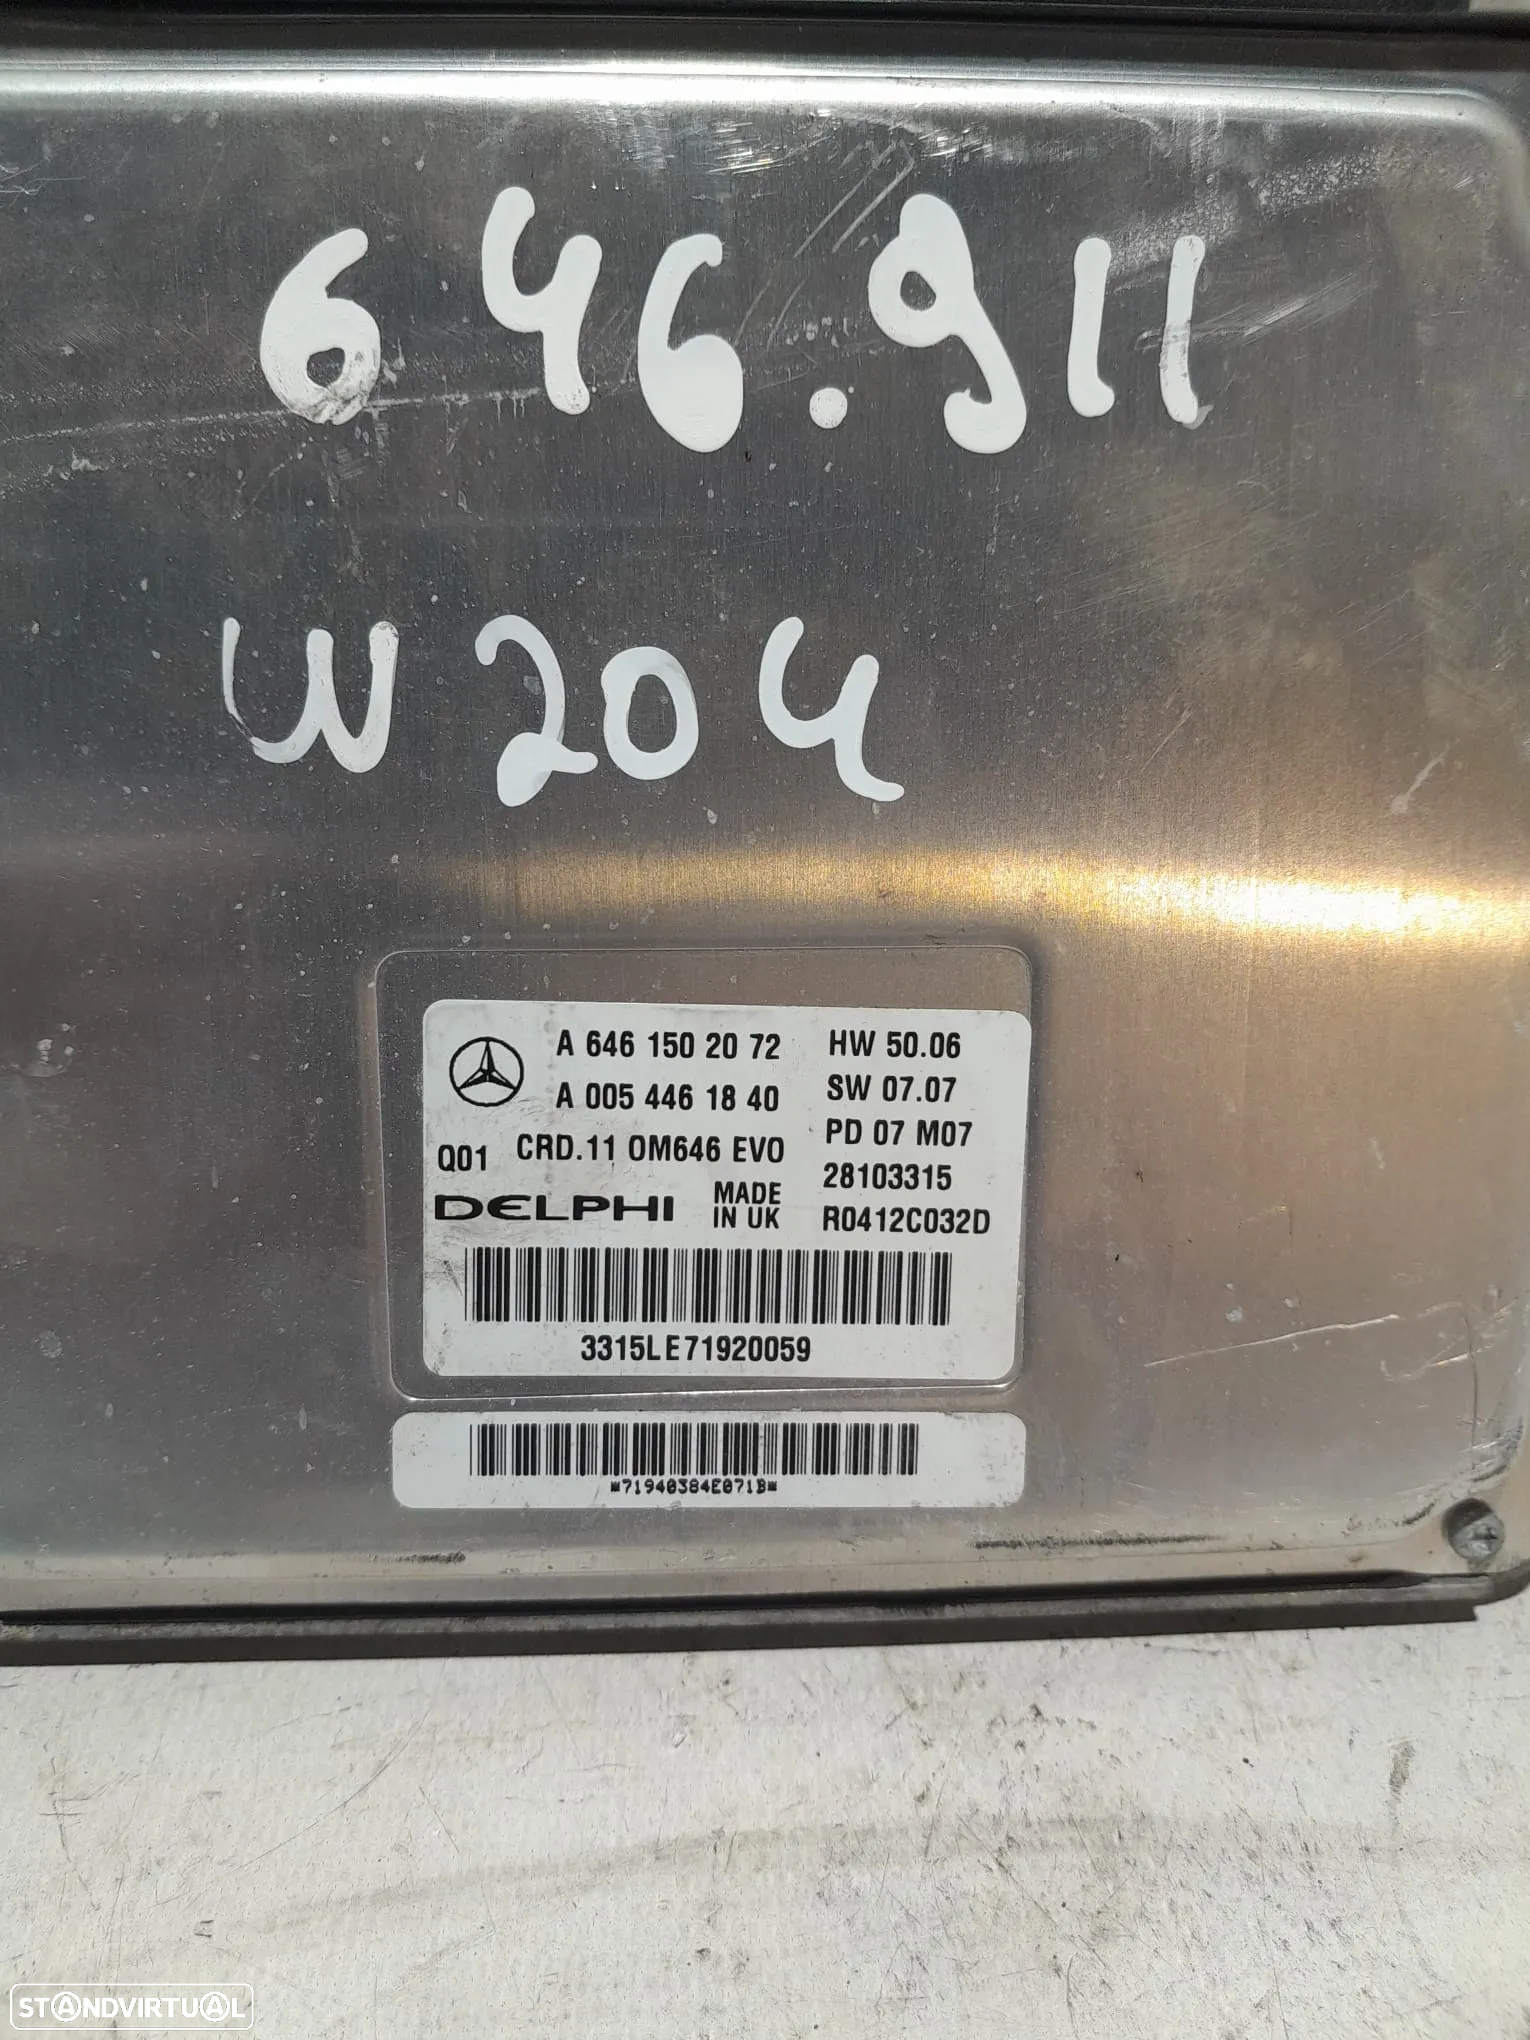 646.911
W204
A 646 150 20 72 HW 50.06
A 005 446 18 40 SW 07.07
Q01 CRD.11 OM646 EVO PD 07 M07
28103315
DELPHI MADE IN UK R0412C032D
3315LE71920059
*71940384E071B*
STANDVIRTUAL